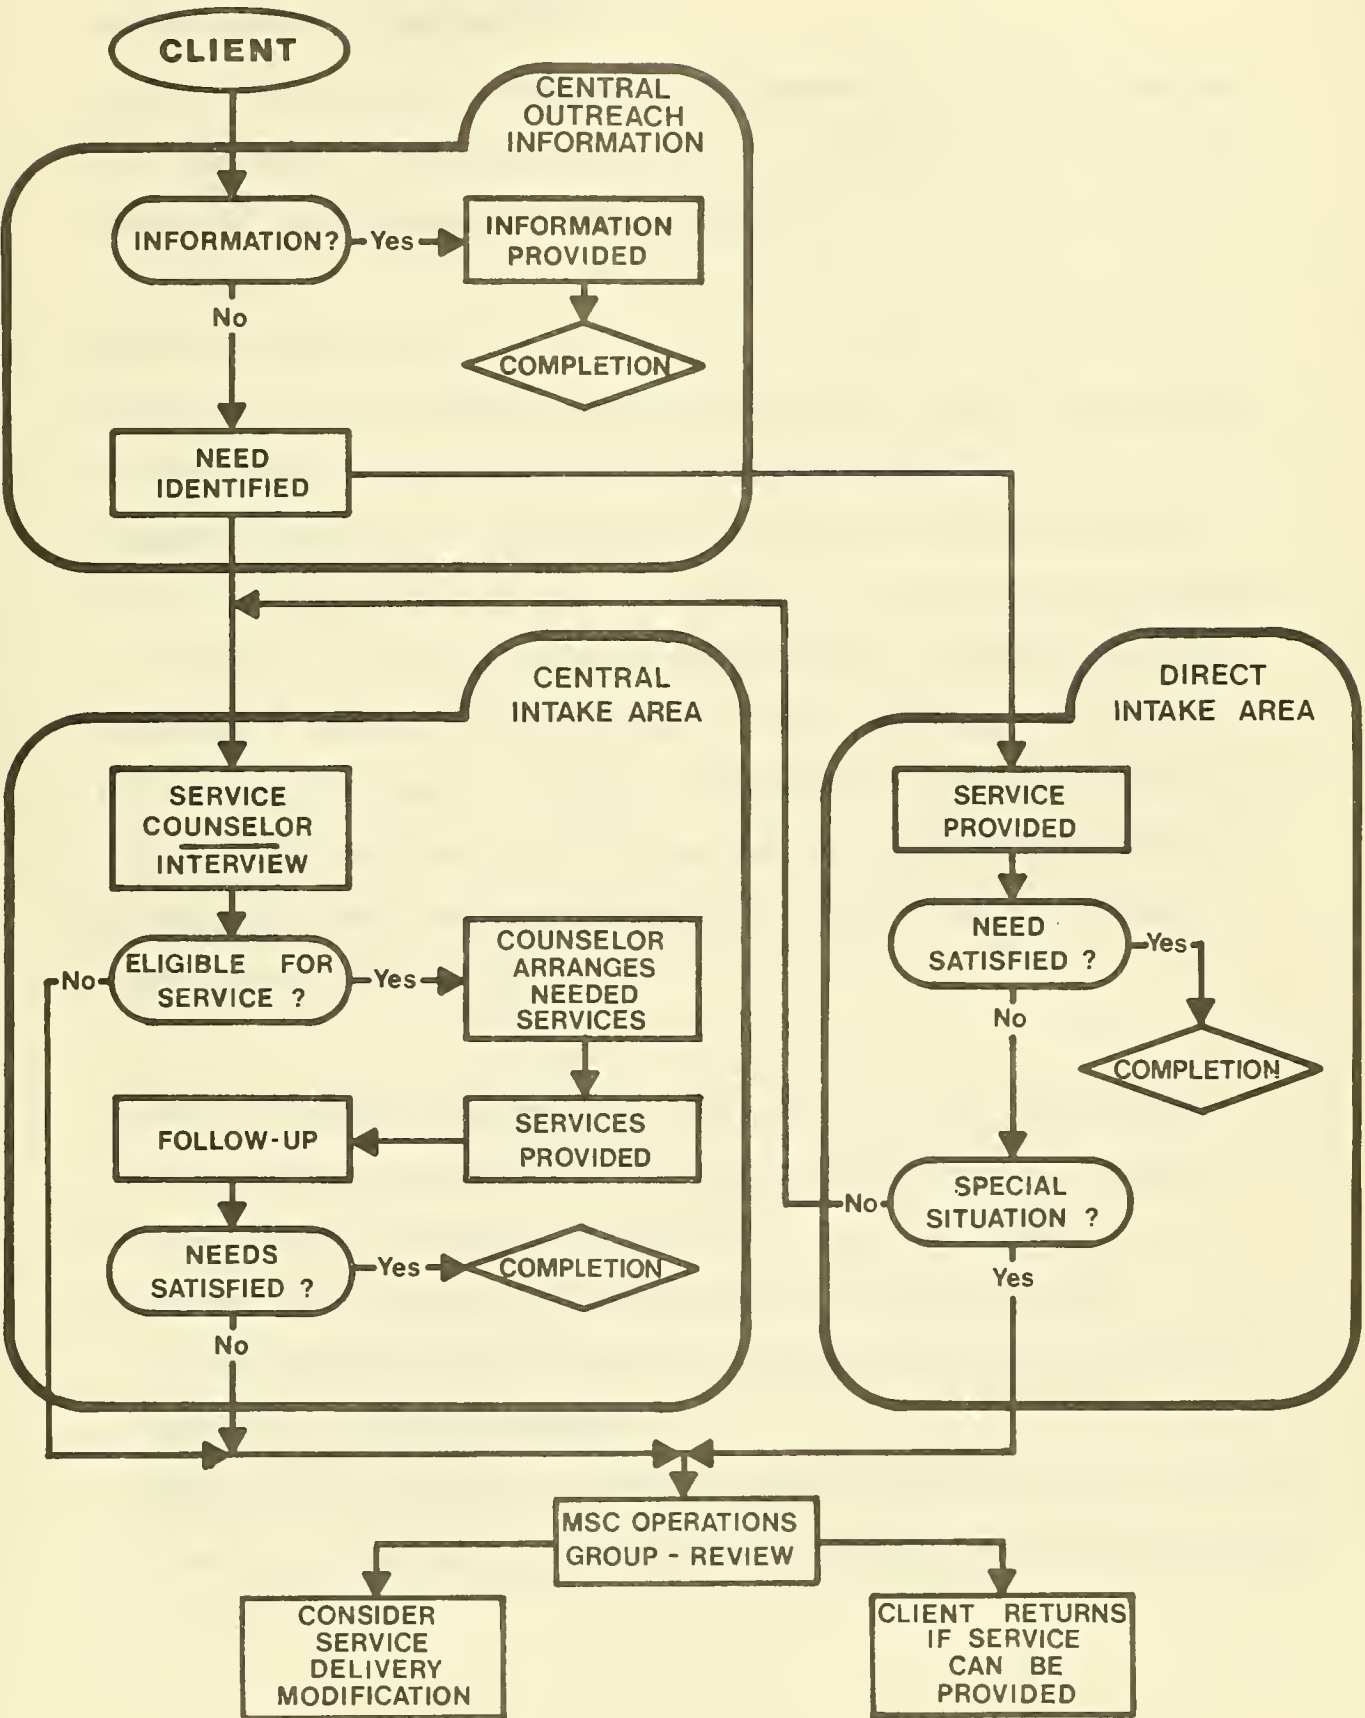 CLIENT
CENTRAL
OUTREACH
INFORMATION
INFORMATION?
Yes
INFORMATION
PROVIDED
No
COMPLETION
NEED
IDENTIFIED
CENTRAL
INTAKE AREA
DIRECT
INTAKE AREA
SERVICE
COUNSELOR
INTERVIEW
SERVICE
PROVIDED
ELIGIBLE FOR
SERVICE ?
No
Yes
COUNSELOR
ARRANGES
NEEDED
SERVICES
NEED
SATISFIED ?
Yes
No
COMPLETION
FOLLOW-UP
SERVICES
PROVIDED
SPECIAL
SITUATION ?
No
Yes
NEEDS
SATISFIED ?
Yes
COMPLETION
No
MSC OPERATIONS
GROUP - REVIEW
CONSIDER
SERVICE
DELIVERY
MODIFICATION
CLIENT RETURNS
IF SERVICE
CAN BE
PROVIDED